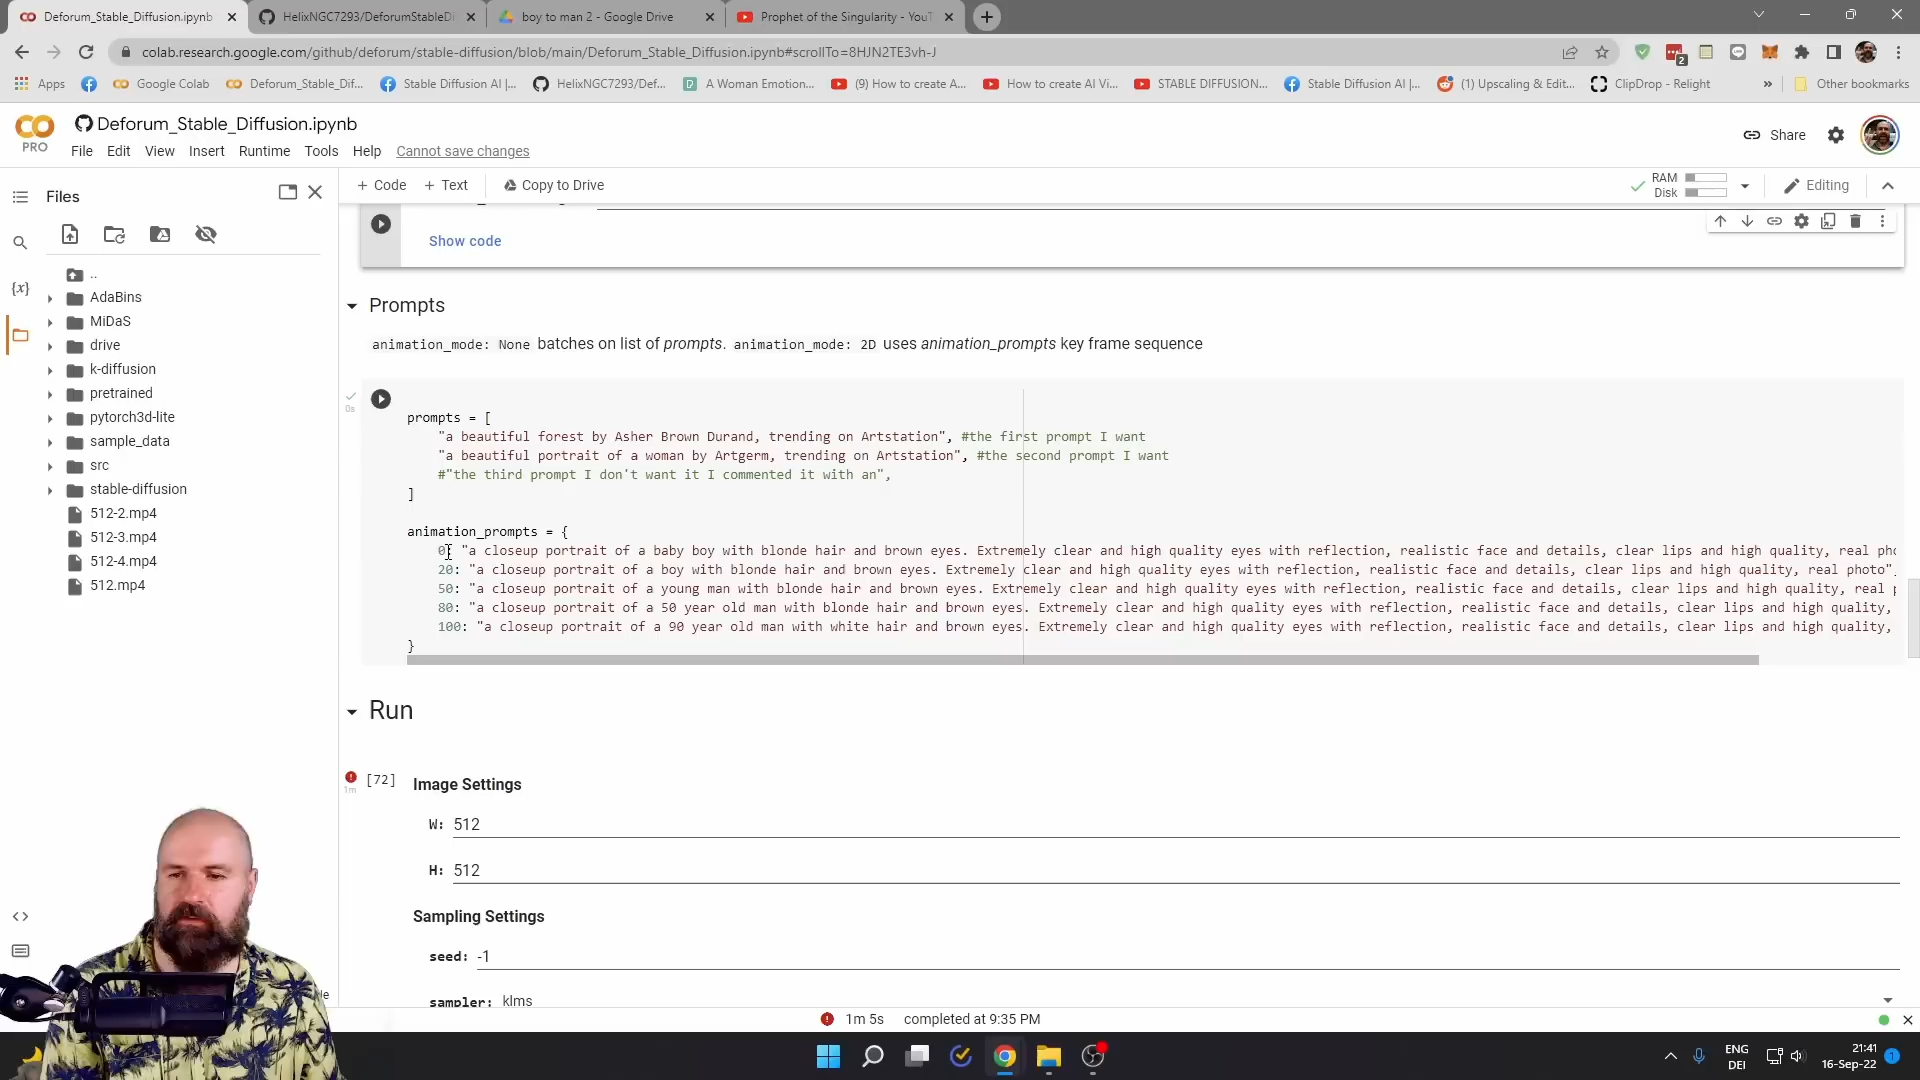 Deforum_Stable_Diffusion.ipynb
HelixNGC7293/DeforumStableDi
boy to man 2 - Google Drive
Prophet of the Singularity - YouT
colab.research.google.com/github/deforum/stable-diffusion/blob/main/Deforum_Stable_Diffusion.ipynb#scrollTo=8HJN2TE3vh-J
2
Apps
Google Colab
Deforum_Stable_Dif...
Stable Diffusion AI |...
HelixNGC7293/Def...
A Woman Emotion...
(9) How to create A...
How to create AI Vi...
STABLE DIFFUSION...
Stable Diffusion AI |...
(1) Upscaling & Edit...
ClipDrop - Relight
»
Other bookmarks
PRO
Deforum_Stable_Diffusion.ipynb
File Edit View Insert Runtime Tools Help Cannot save changes
Share
Files
+ Code + Text
Copy to Drive
RAM
Disk
Editing
Show code
{x}
..
AdaBins
MiDaS
drive
k-diffusion
pretrained
pytorch3d-lite
sample_data
src
stable-diffusion
512-2.mp4
512-3.mp4
512-4.mp4
512.mp4
Prompts
animation_mode: None batches on list of prompts. animation_mode: 2D uses animation_prompts key frame sequence
0s
prompts = [
"a beautiful forest by Asher Brown Durand, trending on Artstation", #the first prompt I want
"a beautiful portrait of a woman by Artgerm, trending on Artstation", #the second prompt I want
#"the third prompt I don't want it I commented it with an",
]
animation_prompts = {
0: "a closeup portrait of a baby boy with blonde hair and brown eyes. Extremely clear and high quality eyes with reflection, realistic face and details, clear lips and high quality, real pho
20: "a closeup portrait of a boy with blonde hair and brown eyes. Extremely clear and high quality eyes with reflection, realistic face and details, clear lips and high quality, real photo",
50: "a closeup portrait of a young man with blonde hair and brown eyes. Extremely clear and high quality eyes with reflection, realistic face and details, clear lips and high quality, real p
80: "a closeup portrait of a 50 year old man with blonde hair and brown eyes. Extremely clear and high quality eyes with reflection, realistic face and details, clear lips and high quality,
100: "a closeup portrait of a 90 year old man with white hair and brown eyes. Extremely clear and high quality eyes with reflection, realistic face and details, clear lips and high quality,
}
Run
1m
[72]
Image Settings
W: 512
H: 512
Sampling Settings
seed: -1
sampler: klms
1m 5s completed at 9:35 PM
ENG
DEI
21:41
16-Sep-22
1